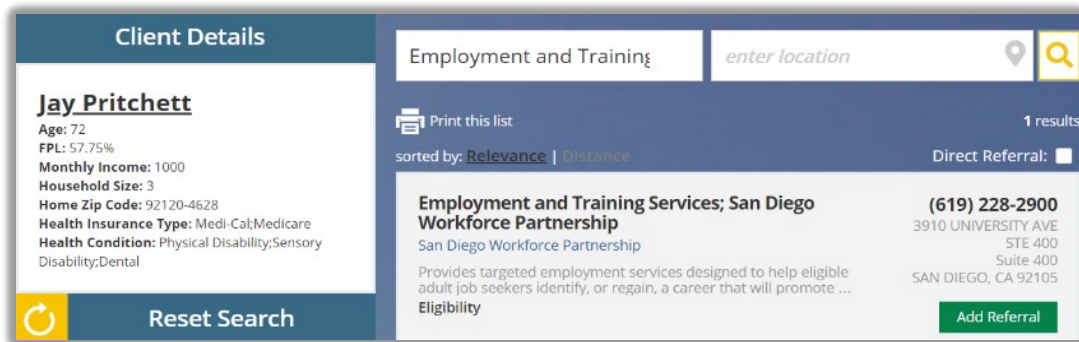 Client Details
Jay Pritchett
Age: 72
FPL: 57.75%
Monthly Income: 1000
Household Size: 3
Home Zip Code: 92120-4628
Health Insurance Type: Medi-Cal;Medicare
Health Condition: Physical Disability;Sensory
Disability;Dental
Reset Search
Employment and Training
enter location
Print this list
1 results
sorted by: Relevance | Distance
Direct Referral:
Employment and Training Services; San Diego
Workforce Partnership
San Diego Workforce Partnership
Provides targeted employment services designed to help eligible
adult job seekers identify, or regain, a career that will promote ...
Eligibility
(619) 228-2900
3910 UNIVERSITY AVE
STE 400
Suite 400
SAN DIEGO, CA 92105
Add Referral